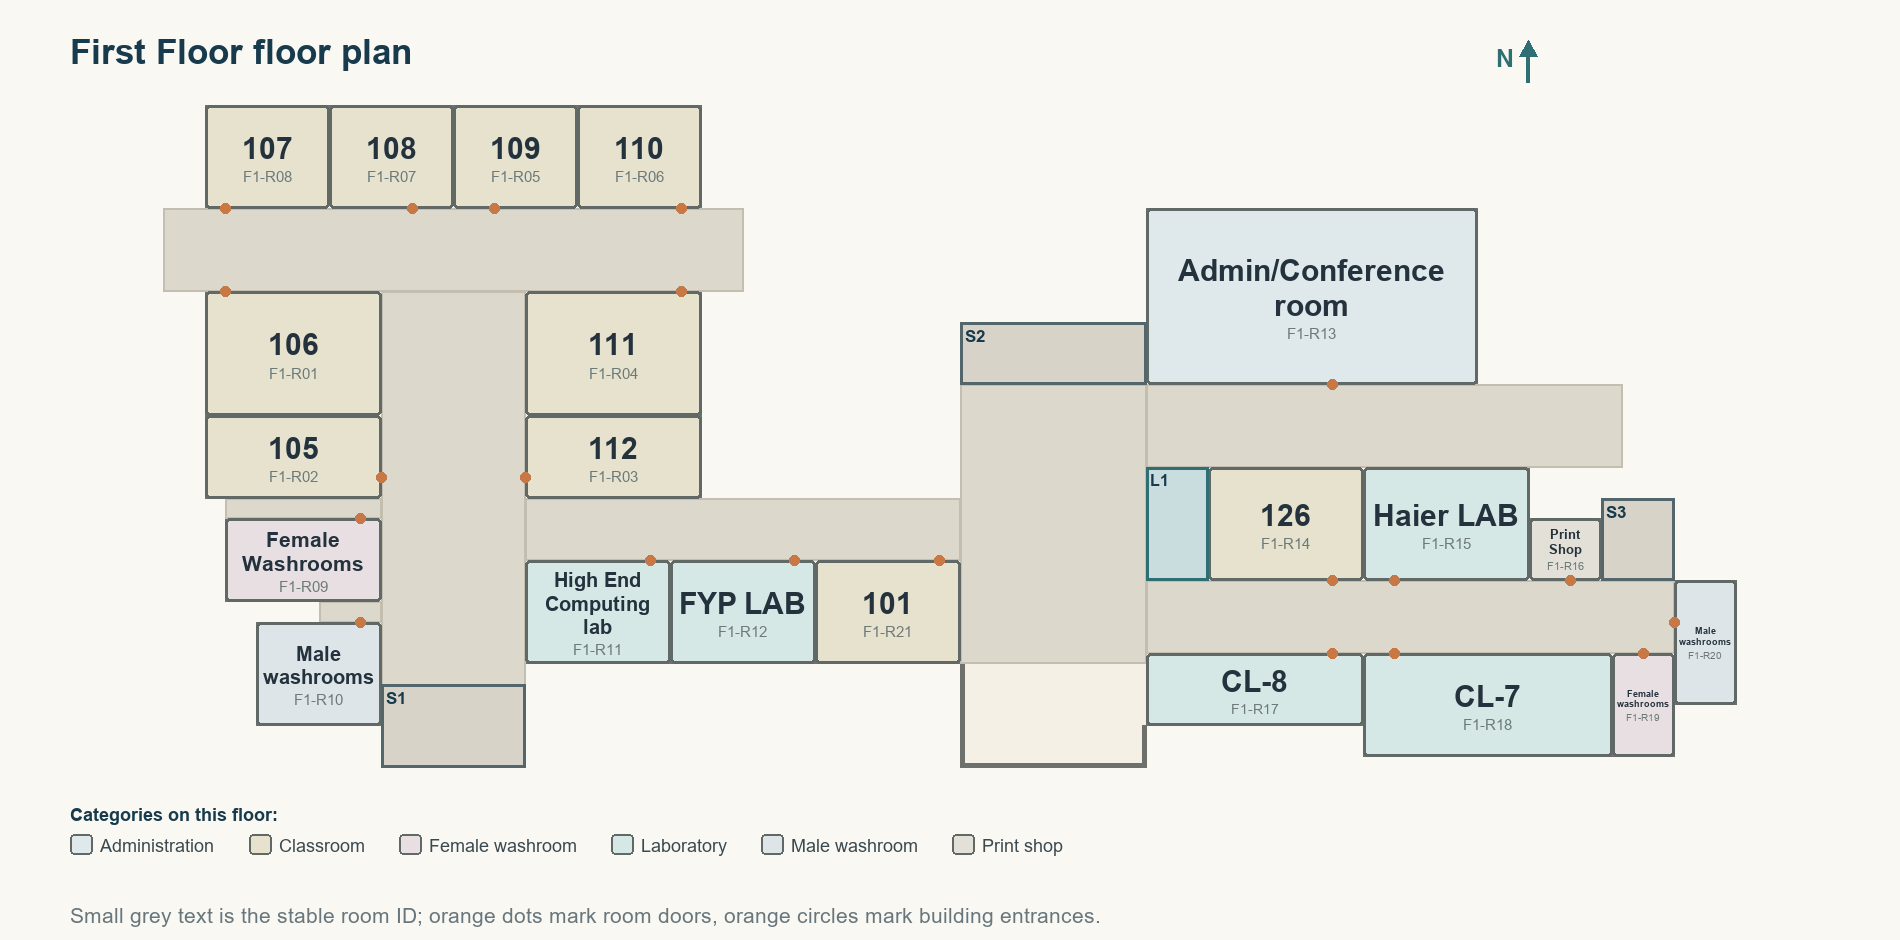 First Floor floor plan
N
107
F1-R08
108
F1-R07
109
F1-R05
110
F1-R06
Admin/Conference
room
F1-R13
106
F1-R01
111
F1-R04
S2
105
F1-R02
112
F1-R03
L1
126
F1-R14
Haier LAB
F1-R15
Print
Shop
F1-R16
S3
Female
Washrooms
F1-R09
High End
Computing
lab
F1-R11
FYP LAB
F1-R12
101
F1-R21
Male
washrooms
F1-R10
S1
CL-8
F1-R17
CL-7
F1-R18
Female
washrooms
F1-R19
Male
washrooms
F1-R20
Categories on this floor:
Administration
Classroom
Female washroom
Laboratory
Male washroom
Print shop
Small grey text is the stable room ID; orange dots mark room doors, orange circles mark building entrances.